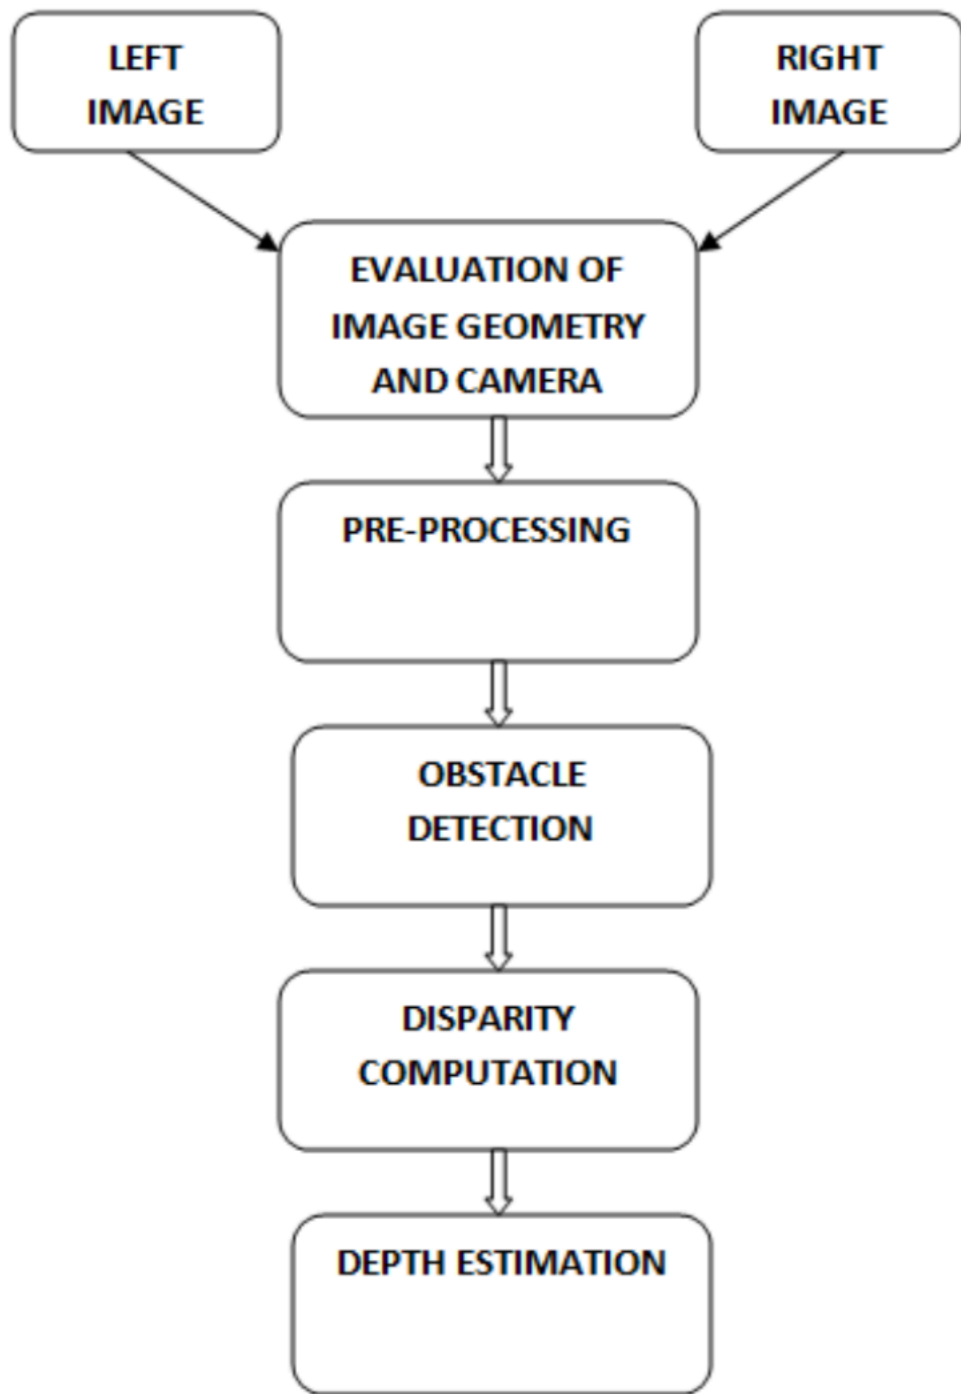 LEFT
IMAGE
RIGHT
IMAGE
EVALUATION OF
IMAGE GEOMETRY
AND CAMERA
PRE-PROCESSING
OBSTACLE
DETECTION
DISPARITY
COMPUTATION
DEPTH ESTIMATION